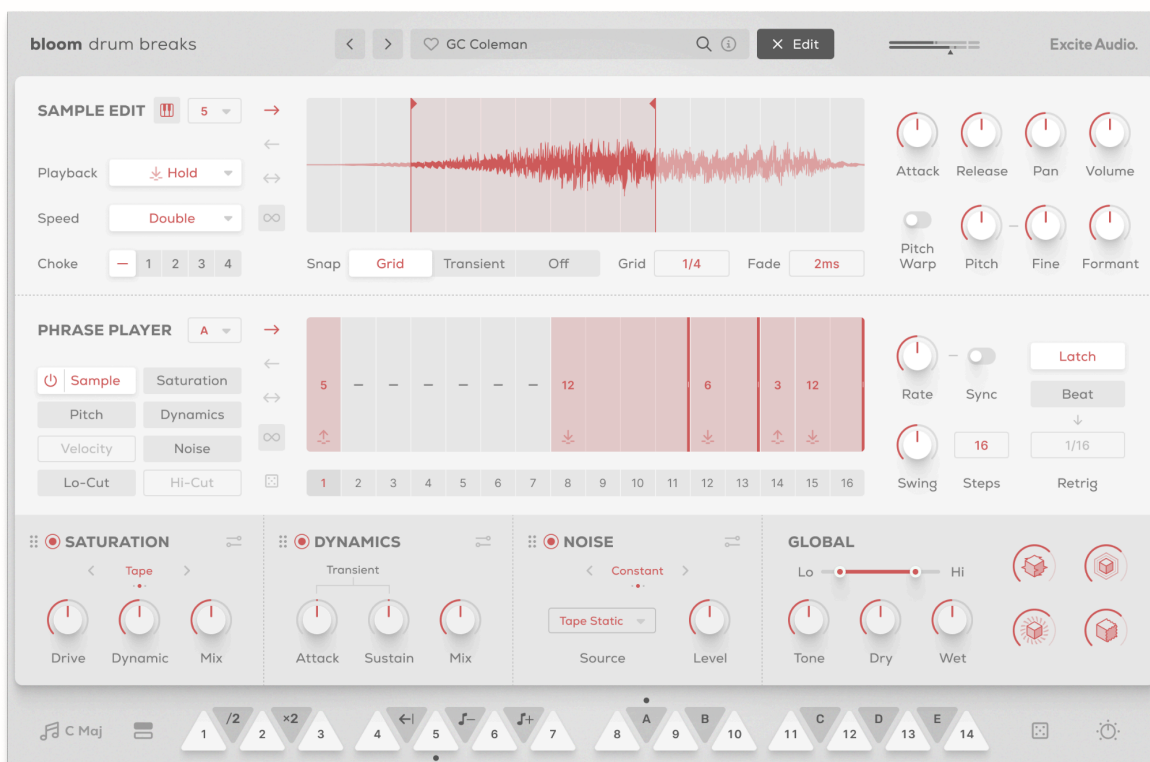 bloom drum breaks
GC Coleman
Edit
Excite Audio.
SAMPLE EDIT
5
Playback
Hold
Speed
Double
Choke
– 1 2 3 4
Snap Grid Transient Off Grid 1/4 Fade 2ms
Attack Release Pan Volume
Pitch Warp
Pitch – Fine Formant
PHRASE PLAYER
A
Sample Saturation
Pitch Dynamics
Velocity Noise
Lo-Cut Hi-Cut
5 – – – – – – 12 6 3 12
1 2 3 4 5 6 7 8 9 10 11 12 13 14 15 16
Rate – Sync
Latch
Beat
1/16
Swing
16
Steps
Retrig
SATURATION
Tape
Drive Dynamic Mix
DYNAMICS
Transient
Attack Sustain Mix
NOISE
Constant
Tape Static
Source Level
GLOBAL
Lo Hi
Tone Dry Wet
C Maj
/2 ×2 A B C D E
1 2 3 4 5 6 7 8 9 10 11 12 13 14